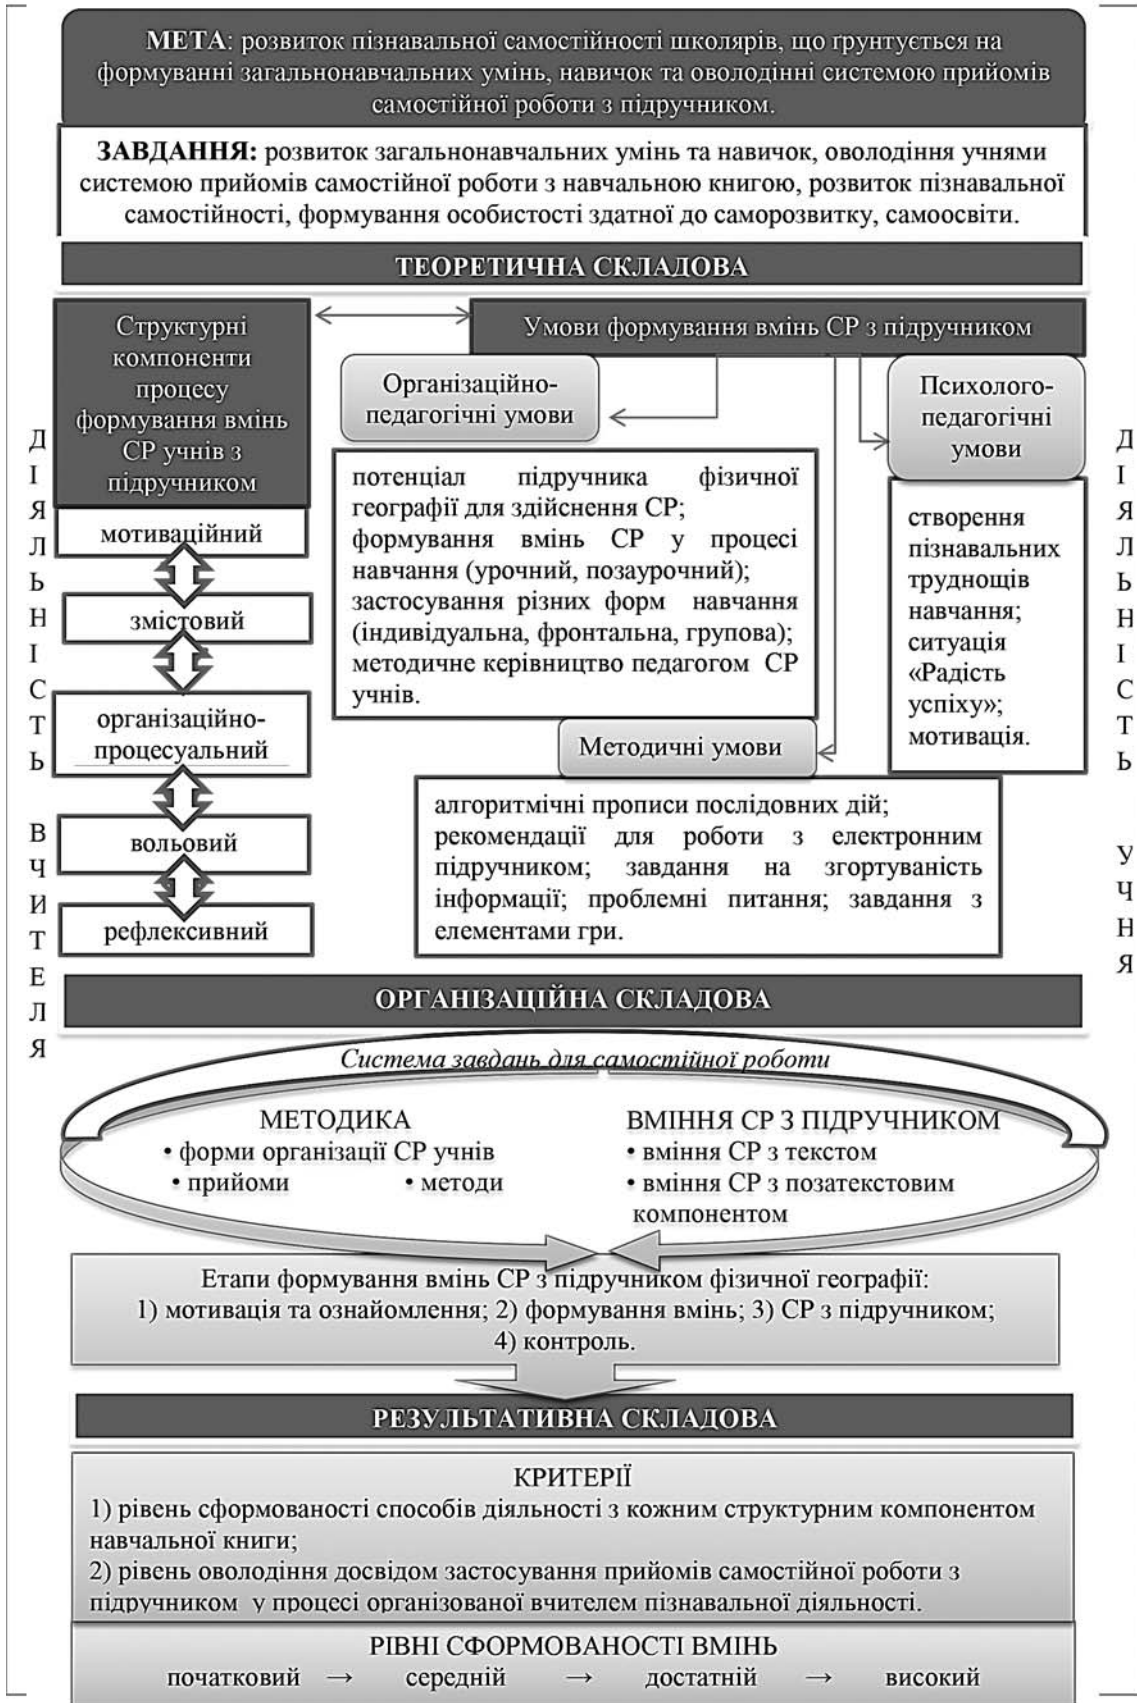 МЕТА: розвиток пізнавальної самостійності школярів, що ґрунтується на
формуванні загальнонавчальних умінь, навичок та оволодінні системою прийомів
самостійної роботи з підручником.
ЗАВДАННЯ: розвиток загальнонавчальних умінь та навичок, оволодіння учнями
системою прийомів самостійної роботи з навчальною книгою, розвиток пізнавальної
самостійності, формування особистості здатної до саморозвитку, самоосвіти.
ТЕОРЕТИЧНА СКЛАДОВА
ДІЯЛЬНІСТЬ ВЧИТЕЛЯ
Структурні
компоненти
процесу
формування вмінь
СР учнів з
підручником
мотиваційний
змістовий
організаційно-
процесуальний
вольовий
рефлексивний
Умови формування вмінь СР з підручником
Організаційно-
педагогічні умови
потенціал підручника фізичної
географії для здійснення СР;
формування вмінь СР у процесі
навчання (урочний, позаурочний);
застосування різних форм навчання
(індивідуальна, фронтальна, групова);
методичне керівництво педагогом СР
учнів.
Психолого-
педагогічні
умови
створення
пізнавальних
труднощів
навчання;
ситуація
«Радість
успіху»;
мотивація.
Методичні умови
алгоритмічні прописи послідовних дій;
рекомендації для роботи з електронним
підручником; завдання на згортуваність
інформації; проблемні питання; завдання з
елементами гри.
ДІЯЛЬНІСТЬ УЧНЯ
ОРГАНІЗАЦІЙНА СКЛАДОВА
Система завдань для самостійної роботи
МЕТОДИКА
• форми організації СР учнів
• прийоми • методи
ВМІННЯ СР З ПІДРУЧНИКОМ
• вміння СР з текстом
• вміння СР з позатекстовим
компонентом
Етапи формування вмінь СР з підручником фізичної географії:
1) мотивація та ознайомлення; 2) формування вмінь; 3) СР з підручником;
4) контроль.
РЕЗУЛЬТАТИВНА СКЛАДОВА
КРИТЕРІЇ
1) рівень сформованості способів діяльності з кожним структурним компонентом
навчальної книги;
2) рівень оволодіння досвідом застосування прийомів самостійної роботи з
підручником у процесі організованої вчителем пізнавальної діяльності.
РІВНІ СФОРМОВАНОСТІ ВМІНЬ
початковий → середній → достатній → високий